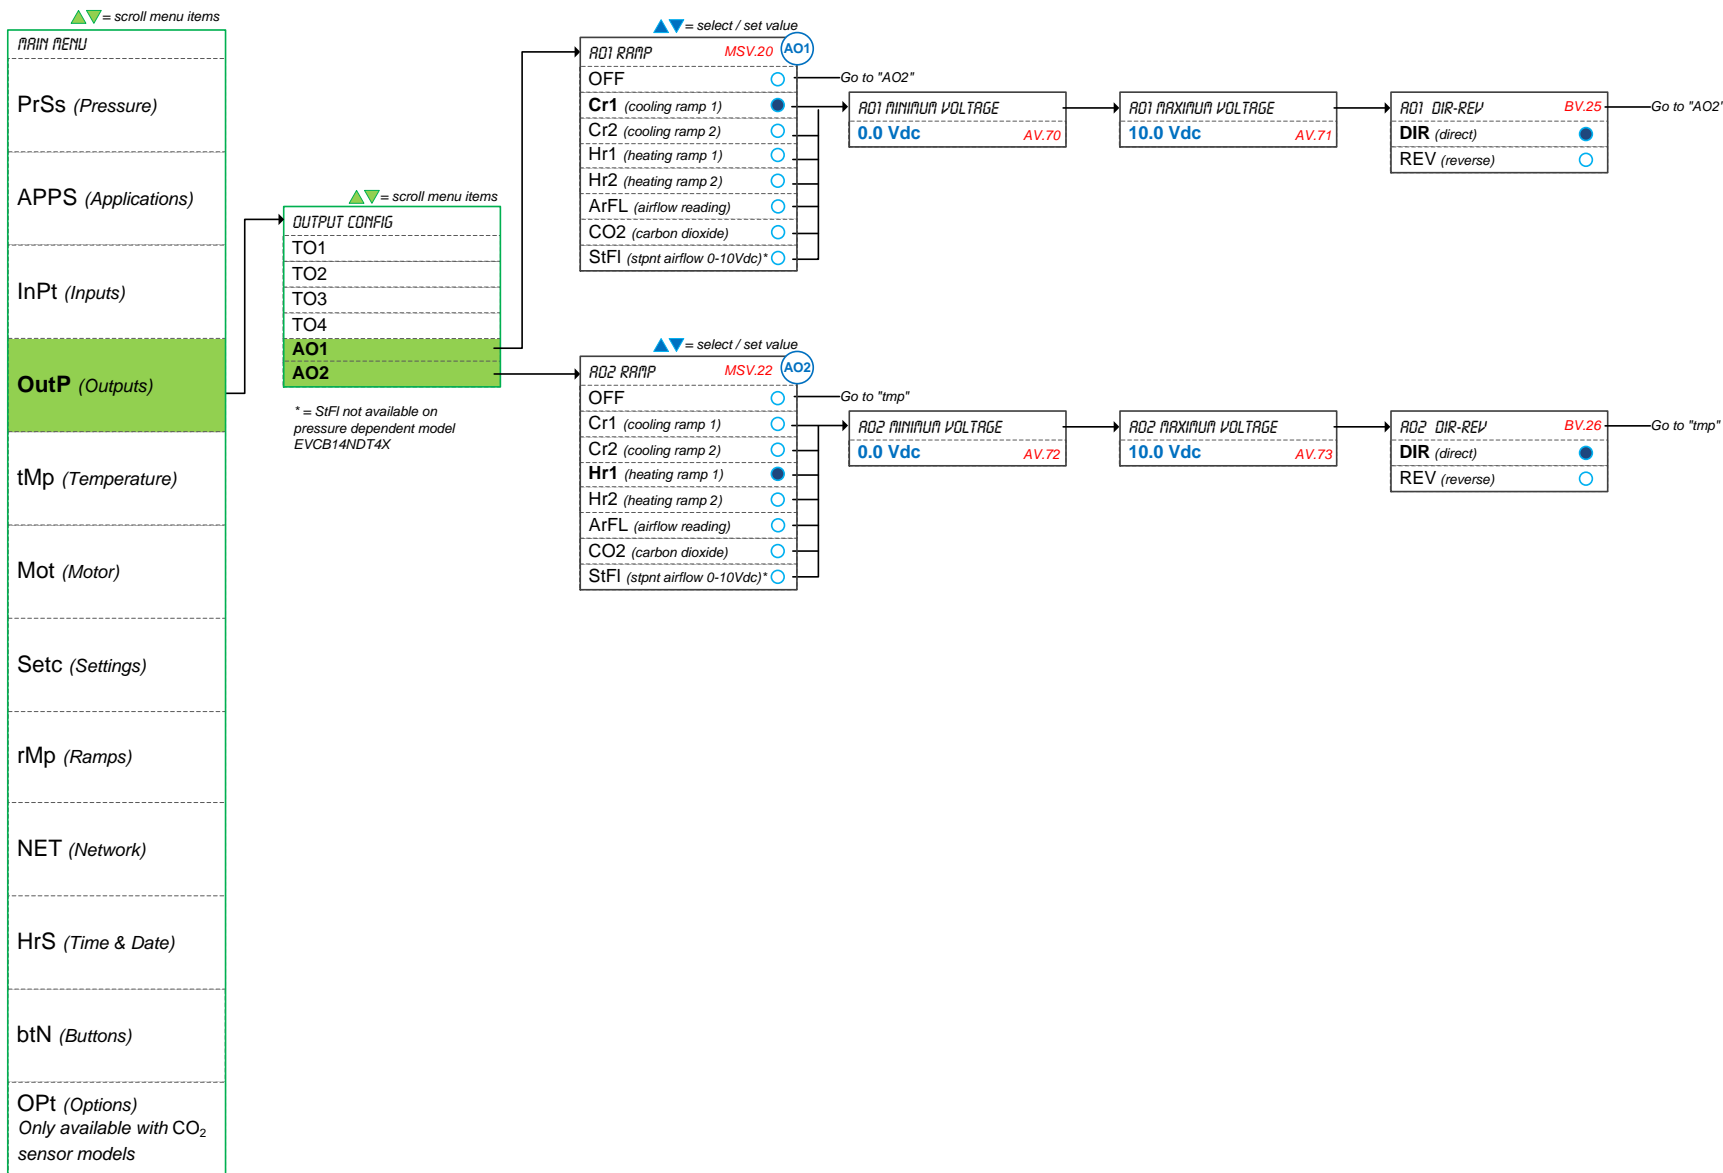 = scroll menu items
MAIN MENU
PrSs (Pressure)
APPS (Applications)
InPt (Inputs)
OutP (Outputs)
tMp (Temperature)
Mot (Motor)
Setc (Settings)
rMp (Ramps)
NET (Network)
HrS (Time & Date)
btN (Buttons)
OPt (Options)
Only available with CO₂
sensor models
= scroll menu items
OUTPUT CONFIG
TO1
TO2
TO3
TO4
AO1
AO2
* = StFl not available on
pressure dependent model
EVCB14NDT4X
= select / set value
AO1 RAMP MSV.20 AO1
OFF
Go to "AO2"
Cr1 (cooling ramp 1)
Cr2 (cooling ramp 2)
Hr1 (heating ramp 1)
Hr2 (heating ramp 2)
ArFL (airflow reading)
CO2 (carbon dioxide)
StFl (stpnt airflow 0-10Vdc)*
AO1 MINIMUM VOLTAGE
0.0 Vdc AV.70
AO1 MAXIMUM VOLTAGE
10.0 Vdc AV.71
AO1 DIR-REV BV.25
DIR (direct)
REV (reverse)
Go to "AO2'
= select / set value
AO2 RAMP MSV.22 AO2
OFF
Go to "tmp"
Cr1 (cooling ramp 1)
Cr2 (cooling ramp 2)
Hr1 (heating ramp 1)
Hr2 (heating ramp 2)
ArFL (airflow reading)
CO2 (carbon dioxide)
StFl (stpnt airflow 0-10Vdc)*
AO2 MINIMUM VOLTAGE
0.0 Vdc AV.72
AO2 MAXIMUM VOLTAGE
10.0 Vdc AV.73
AO2 DIR-REV BV.26
DIR (direct)
REV (reverse)
Go to "tmp"